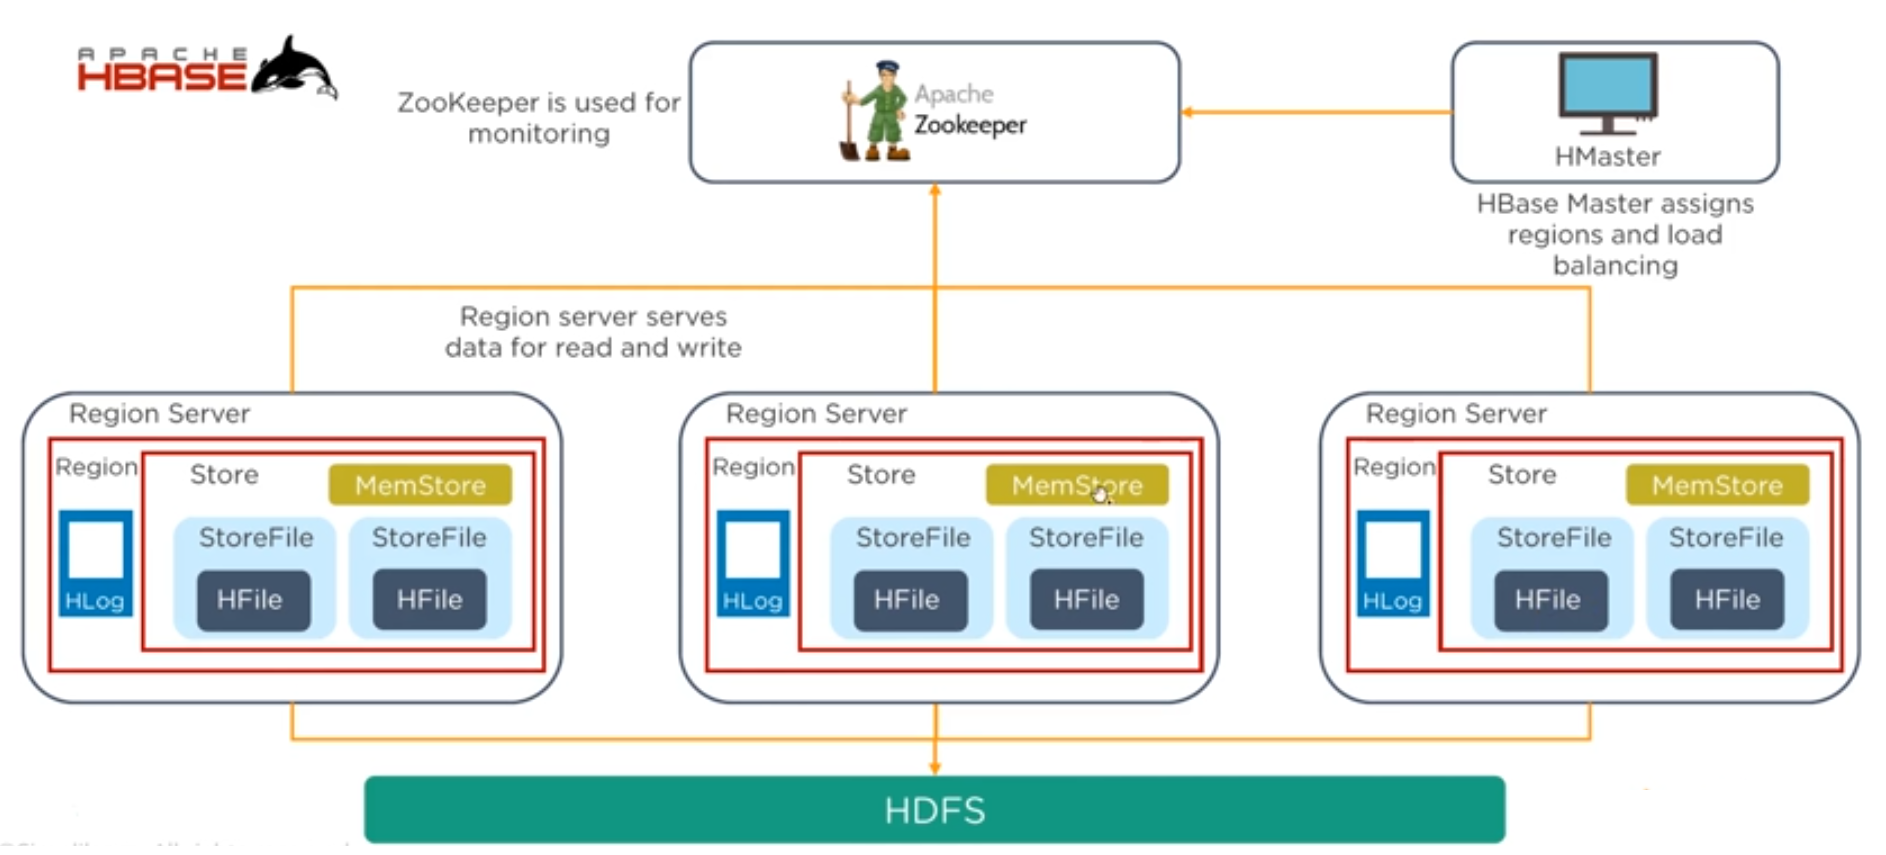 APACHE
HBASE
ZooKeeper is used for
monitoring
Apache
Zookeeper
HMaster
HBase Master assigns
regions and load
balancing
Region server serves
data for read and write
Region Server
Region
Store
MemStore
StoreFile
StoreFile
HLog
HFile
HFile
Region Server
Region
Store
MemStore
StoreFile
StoreFile
HLog
HFile
HFile
Region Server
Region
Store
MemStore
StoreFile
StoreFile
HLog
HFile
HFile
HDFS